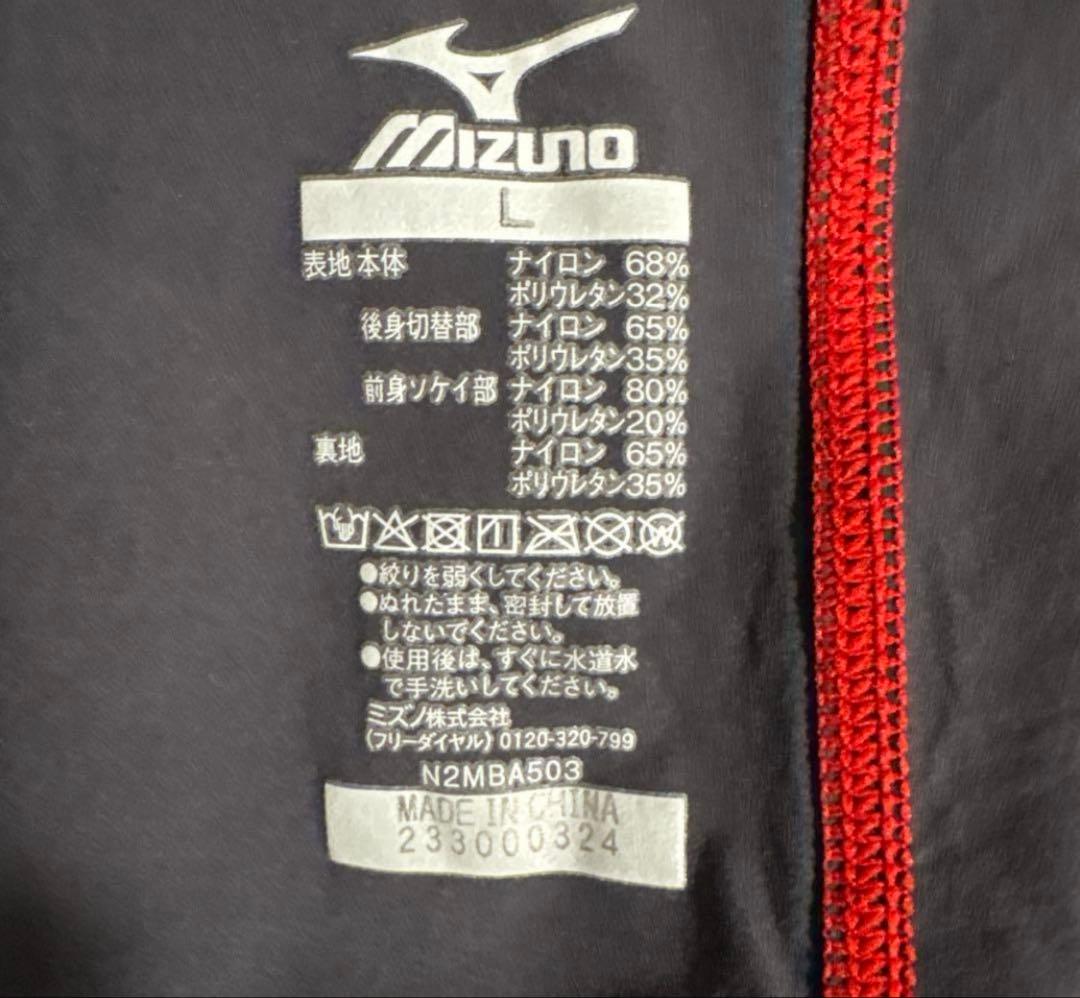 MIZUNO
L
表地 本体 ナイロン 68%
ポリウレタン32%
後身切替部 ナイロン 65%
ポリウレタン35%
前身ソケイ部 ナイロン 80%
ポリウレタン20%
裏地 ナイロン 65%
ポリウレタン35%
W
●絞りを弱くしてください。
●ぬれたまま、密封して放置
しないでください。
●使用後は、すぐに水道水
で手洗いしてください。
ミズノ株式会社
(フリーダイヤル) 0120-320-799
N2MBA503
MADE IN CHINA
233000324